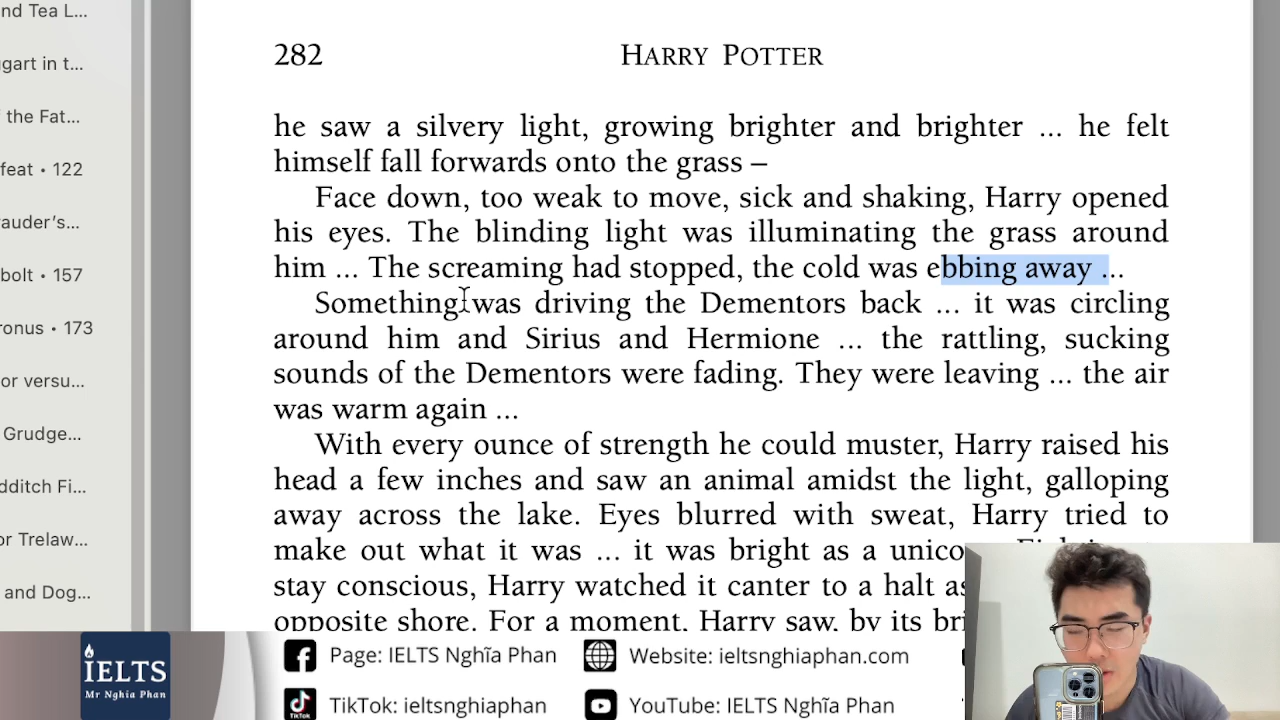 nd Tea L...
gart in t...
the Fat...
feat • 122
auder's...
bolt • 157
ronus • 173
or versu...
Grudge...
dditch Fi...
or Trelaw...
and Dog...
282 HARRY POTTER
he saw a silvery light, growing brighter and brighter ... he felt
himself fall forwards onto the grass –
Face down, too weak to move, sick and shaking, Harry opened
his eyes. The blinding light was illuminating the grass around
him ... The screaming had stopped, the cold was ebbing away ...
Something was driving the Dementors back ... it was circling
around him and Sirius and Hermione ... the rattling, sucking
sounds of the Dementors were fading. They were leaving ... the air
was warm again ...
With every ounce of strength he could muster, Harry raised his
head a few inches and saw an animal amidst the light, galloping
away across the lake. Eyes blurred with sweat, Harry tried to
make out what it was ... it was bright as a unico
stay conscious, Harry watched it canter to a halt as
opposite shore. For a moment, Harry saw, by its bri
IELTS
Mr Nghia Phan
Page: IELTS Nghĩa Phan
Website: ieltsnghiaphan.com
TikTok: ieltsnghiaphan
YouTube: IELTS Nghĩa Phan